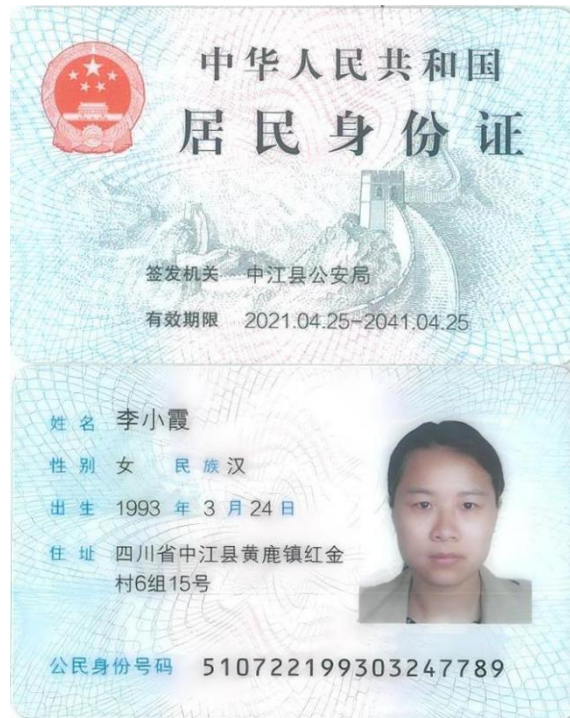 中华人民共和国
居民身份证
签发机关 中江县公安局
有效期限 2021.04.25-2041.04.25
姓名 李小霞
性别 女 民族 汉
出生 1993 年 3 月 24 日
住址 四川省中江县黄鹿镇红金
村6组15号
公民身份号码 510722199303247789